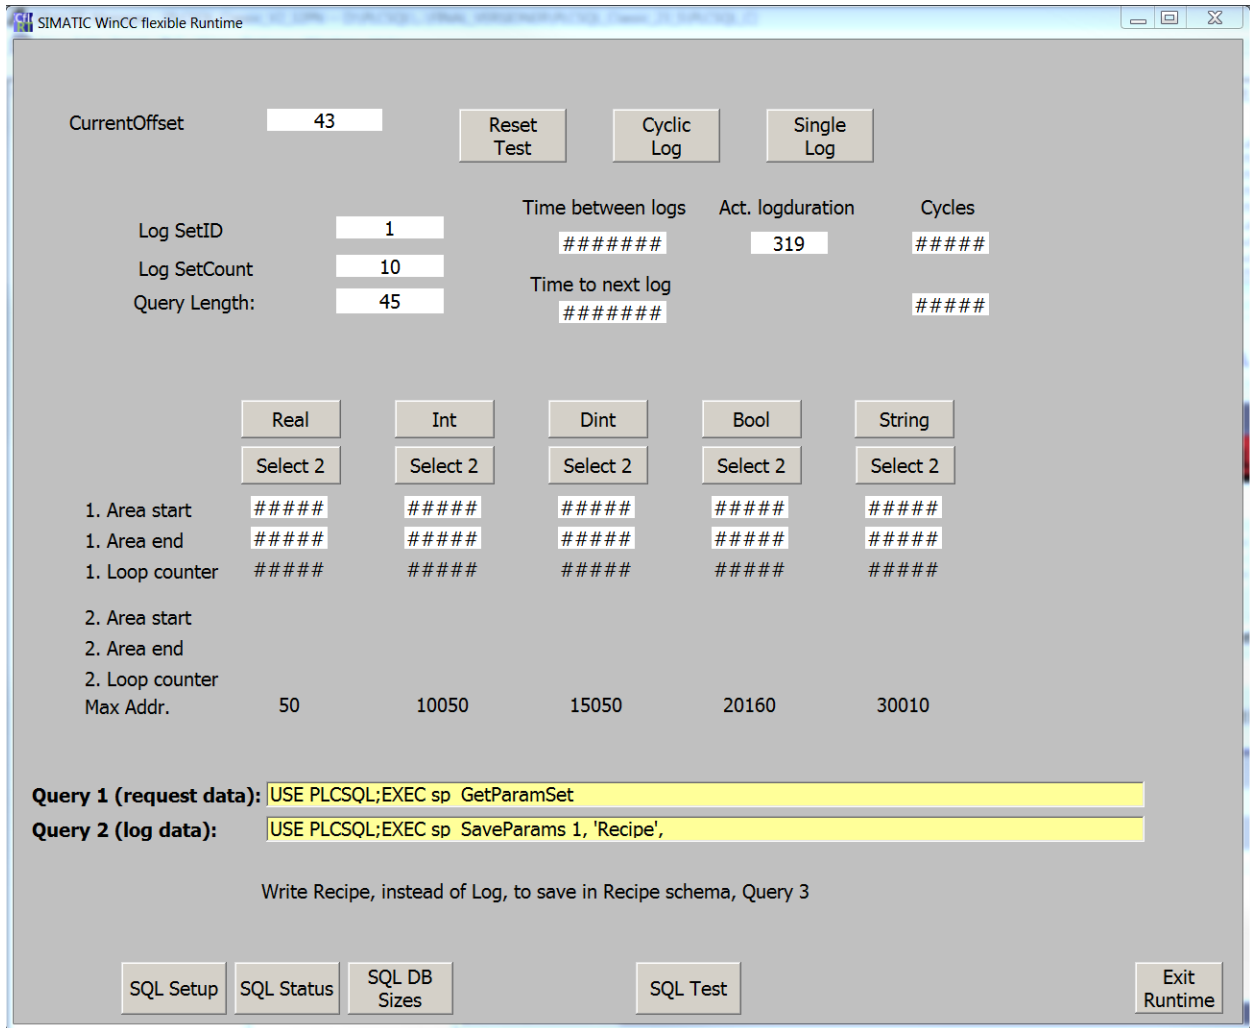 SIMATIC WinCC flexible Runtime
CurrentOffset 43
Reset Test
Cyclic Log
Single Log
Time between logs Act. logduration Cycles
Log SetID 1
####### 319 #####
Log SetCount 10
Time to next log
Query Length: 45
####### #####
Real Int Dint Bool String
Select 2 Select 2 Select 2 Select 2 Select 2
1. Area start ##### ##### ##### ##### #####
1. Area end ##### ##### ##### ##### #####
1. Loop counter ##### ##### ##### ##### #####
2. Area start
2. Area end
2. Loop counter
Max Addr. 50 10050 15050 20160 30010
Query 1 (request data): USE PLCSQL;EXEC sp GetParamSet
Query 2 (log data): USE PLCSQL;EXEC sp SaveParams 1, 'Recipe',
Write Recipe, instead of Log, to save in Recipe schema, Query 3
SQL Setup
SQL Status
SQL DB Sizes
SQL Test
Exit Runtime